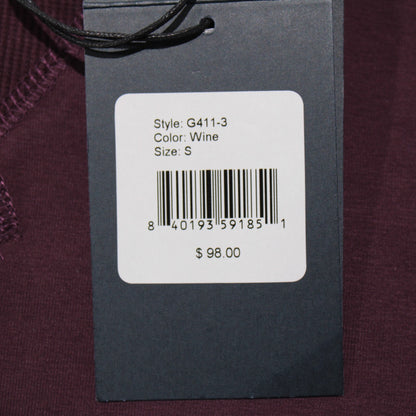 Style: G411-3
Color: Wine
Size: S
8 40193 59185 1
$ 98.00